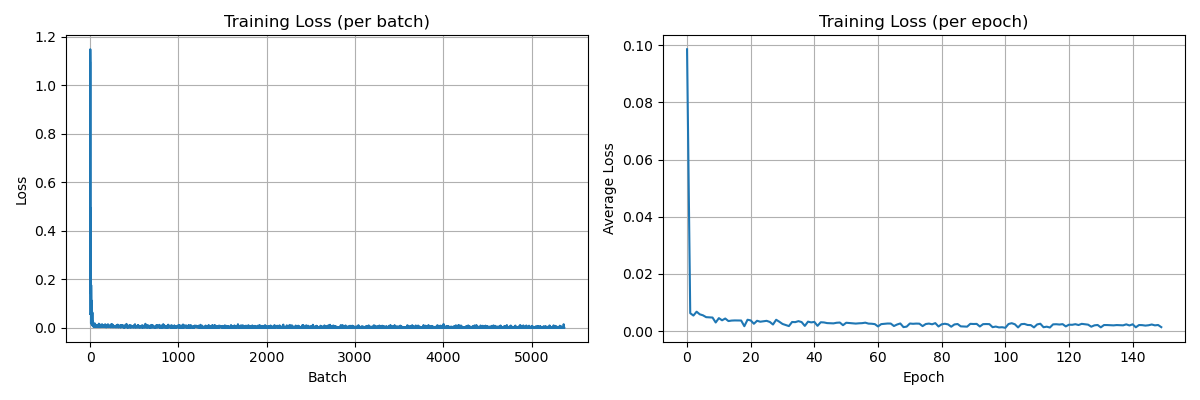 Training Loss (per batch)
1.2
1.0
0.8
0.6
0.4
0.2
0.0
Loss
0 1000 2000 3000 4000 5000
Batch
Training Loss (per epoch)
0.10
0.08
0.06
0.04
0.02
0.00
Average Loss
0 20 40 60 80 100 120 140
Epoch